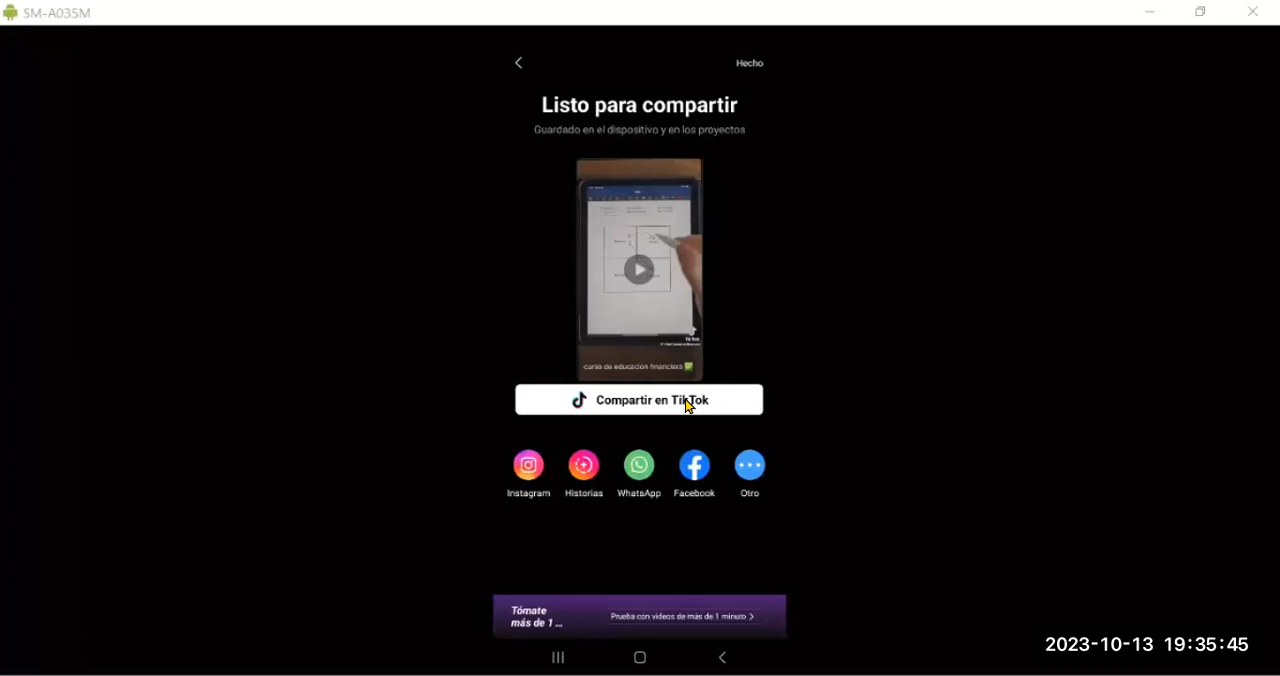 SM-A035M
Hecho
Listo para compartir
Guardado en el dispositivo y en los proyectos
TikTok
curso de educación financiera ✅
Compartir en TikTok
Instagram
Historias
WhatsApp
Facebook
Otro
Tómate
más de 1 ...
Prueba con videos de más de 1 minuto >
2023-10-13 19:35:45